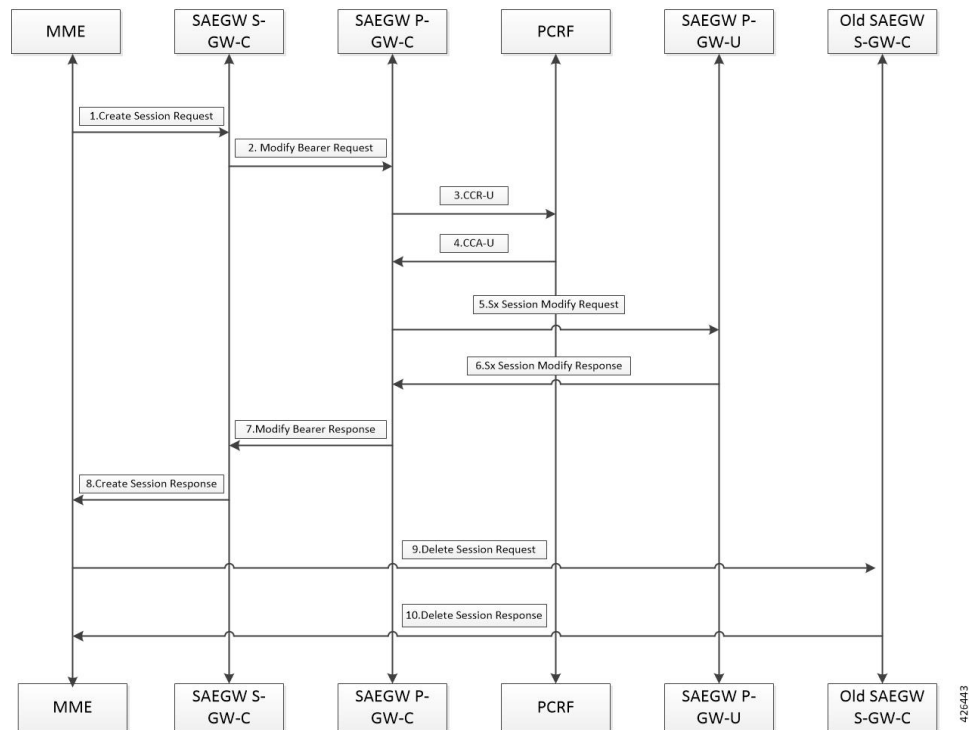 MME
SAEGW S-
GW-C
SAEGW P-
GW-C
PCRF
SAEGW P-
GW-U
Old SAEGW
S-GW-C
1.Create Session Request
2. Modify Bearer Request
3.CCR-U
4.CCA-U
5.Sx Session Modify Request
6.Sx Session Modify Response
7.Modify Bearer Response
8.Create Session Response
9.Delete Session Request
10.Delete Session Response
MME
SAEGW S-
GW-C
SAEGW P-
GW-C
PCRF
SAEGW P-
GW-U
Old SAEGW
S-GW-C
426443